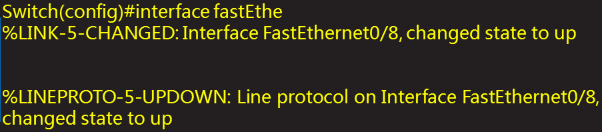 Switch(config)#interface fastEthe
%LINK-5-CHANGED: Interface FastEthernet0/8, changed state to up
%LINEPROTO-5-UPDOWN: Line protocol on Interface FastEthernet0/8,
changed state to up